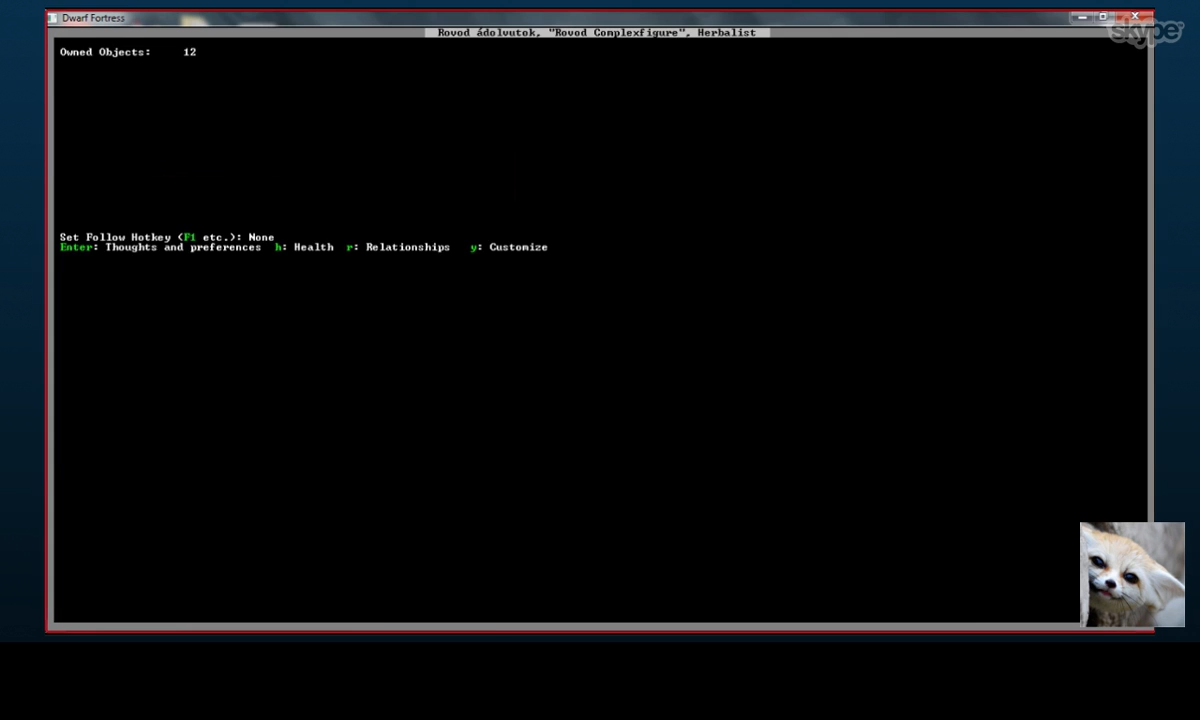 Dwarf Fortress
Rovod ádolvutok, "Rovod Complexfigure", Herbalist
skype
Owned Objects: 12
Set Follow Hotkey (F1 etc.): None
Enter: Thoughts and preferences h: Health r: Relationships y: Customize